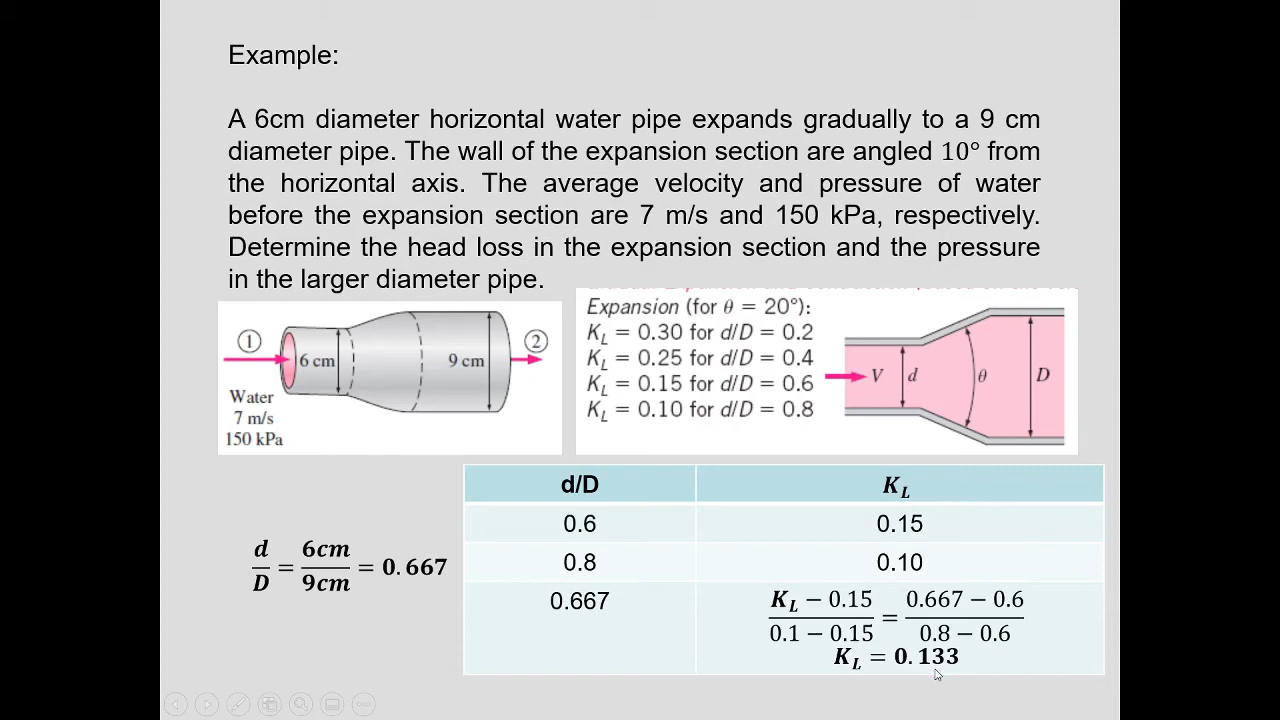 Example:
A 6cm diameter horizontal water pipe expands gradually to a 9 cm
diameter pipe. The wall of the expansion section are angled 10° from
the horizontal axis. The average velocity and pressure of water
before the expansion section are 7 m/s and 150 kPa, respectively.
Determine the head loss in the expansion section and the pressure
in the larger diameter pipe.
①
6 cm
9 cm
②
Water
7 m/s
150 kPa
Expansion (for θ = 20°):
K_L = 0.30 for d/D = 0.2
K_L = 0.25 for d/D = 0.4
K_L = 0.15 for d/D = 0.6
K_L = 0.10 for d/D = 0.8
V d θ D
d/D K_L
0.6 0.15
0.8 0.10
d/D = 6cm/9cm = 0.667
0.667
(K_L − 0.15)/(0.1 − 0.15) = (0.667 − 0.6)/(0.8 − 0.6)
K_L = 0.133